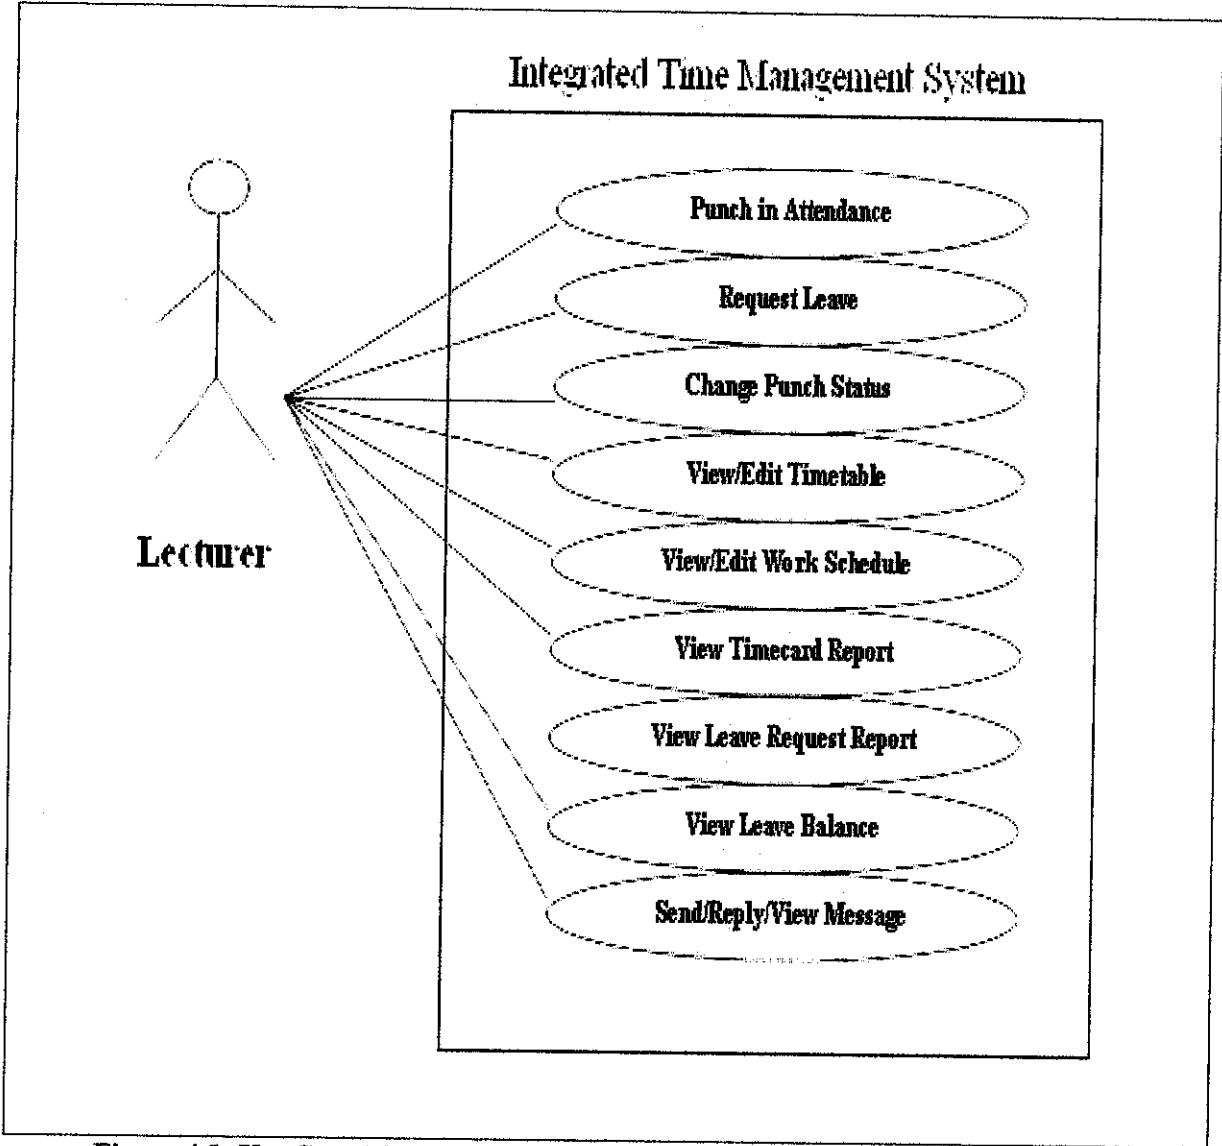 Integrated Time Management System
Punch in Attendance
Request Leave
Change Punch Status
View/Edit Timetable
Lecturer
View/Edit Work Schedule
View Timecard Report
View Leave Request Report
View Leave Balance
Send/Reply/View Message